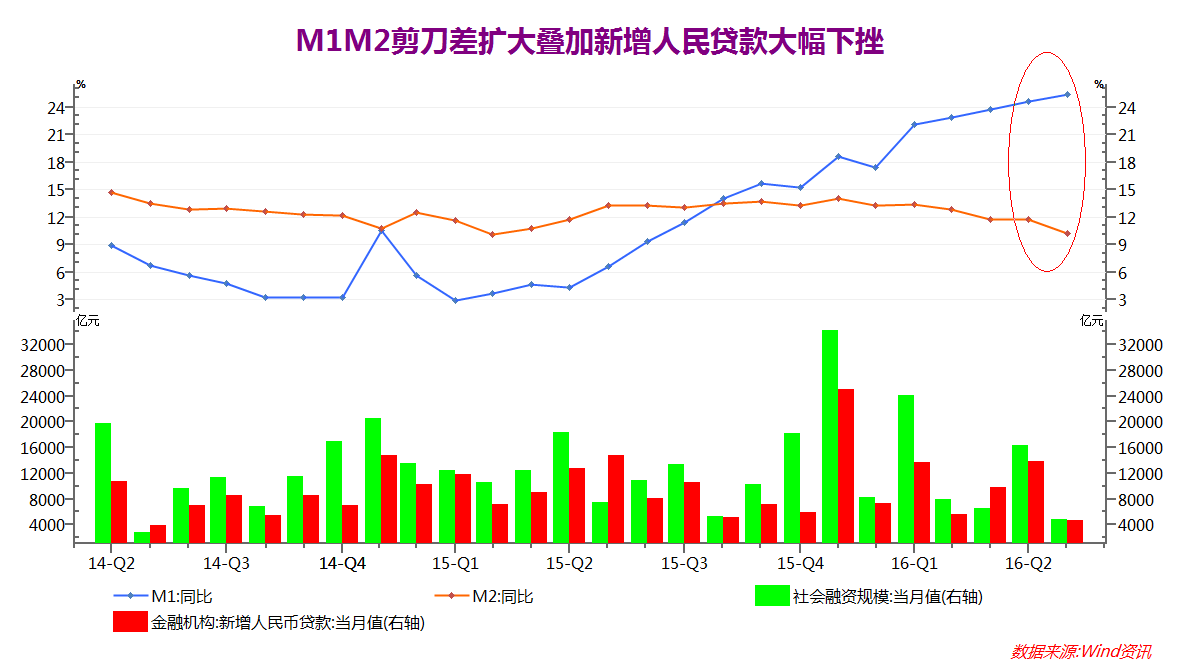 M1M2剪刀差扩大叠加新增人民贷款大幅下挫
% %
24 24
21 21
18 18
15 15
12 12
9 9
6 6
3 3
亿元 亿元
32000 32000
28000 28000
24000 24000
20000 20000
16000 16000
12000 12000
8000 8000
4000 4000
14-Q2 14-Q3 14-Q4 15-Q1 15-Q2 15-Q3 15-Q4 16-Q1 16-Q2
M1:同比 M2:同比 社会融资规模:当月值(右轴)
金融机构:新增人民币贷款:当月值(右轴)
数据来源:Wind资讯